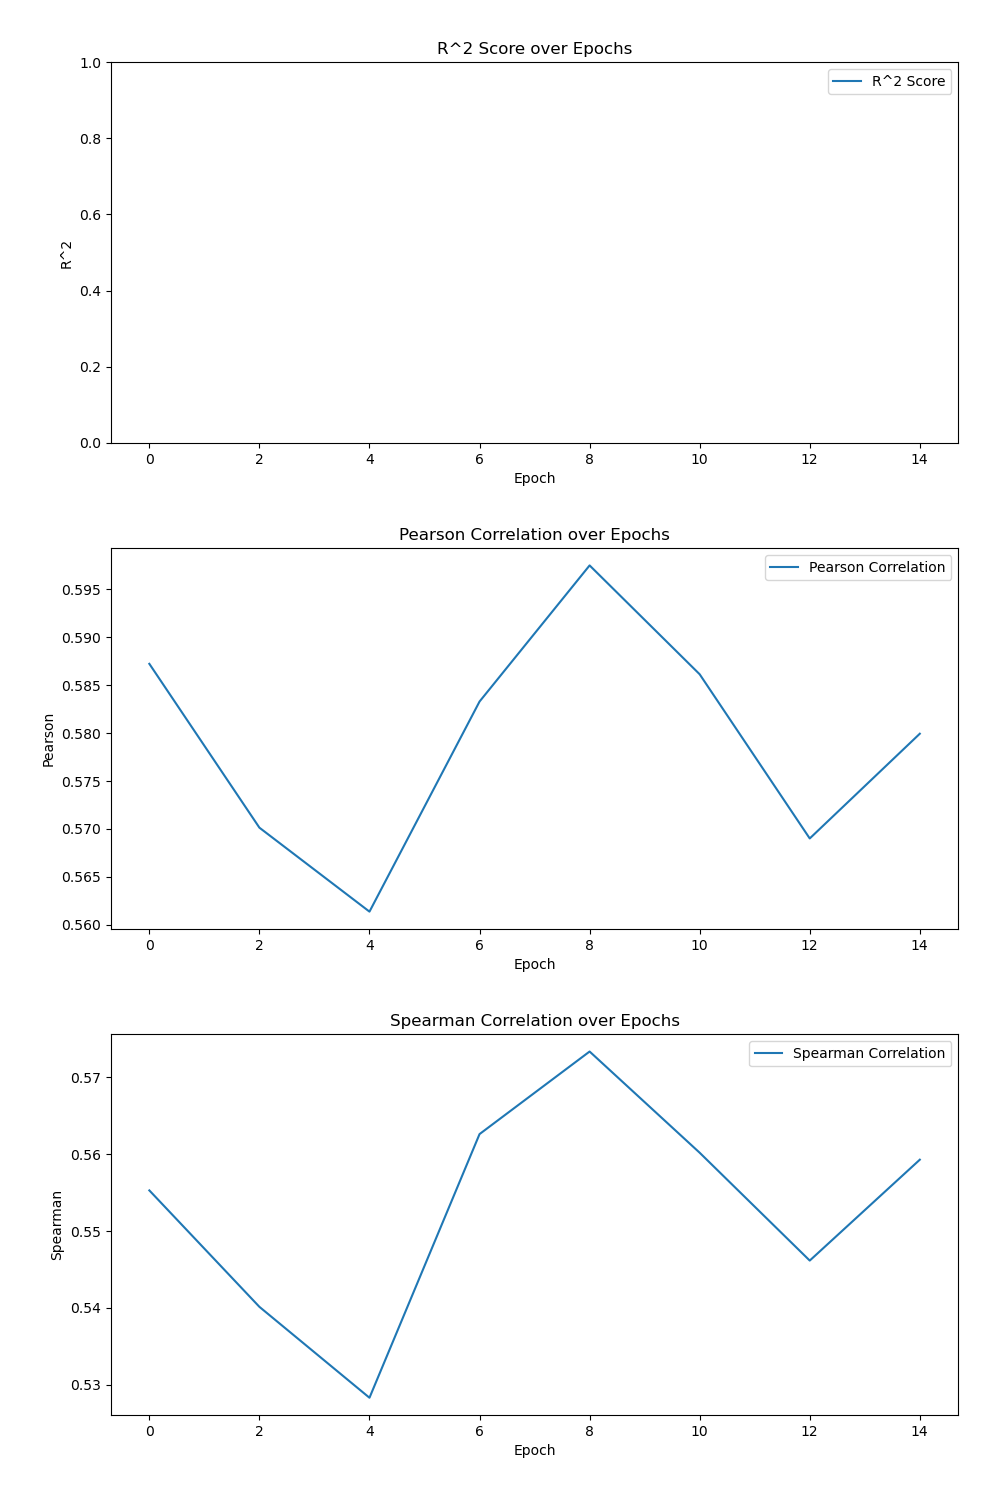 R^2 Score over Epochs
R^2 Score
1.0
0.8
0.6
0.4
0.2
0.0
R^2
0 2 4 6 8 10 12 14
Epoch
Pearson Correlation over Epochs
Pearson Correlation
0.595
0.590
0.585
0.580
0.575
0.570
0.565
0.560
Pearson
0 2 4 6 8 10 12 14
Epoch
Spearman Correlation over Epochs
Spearman Correlation
0.57
0.56
0.55
0.54
0.53
Spearman
0 2 4 6 8 10 12 14
Epoch